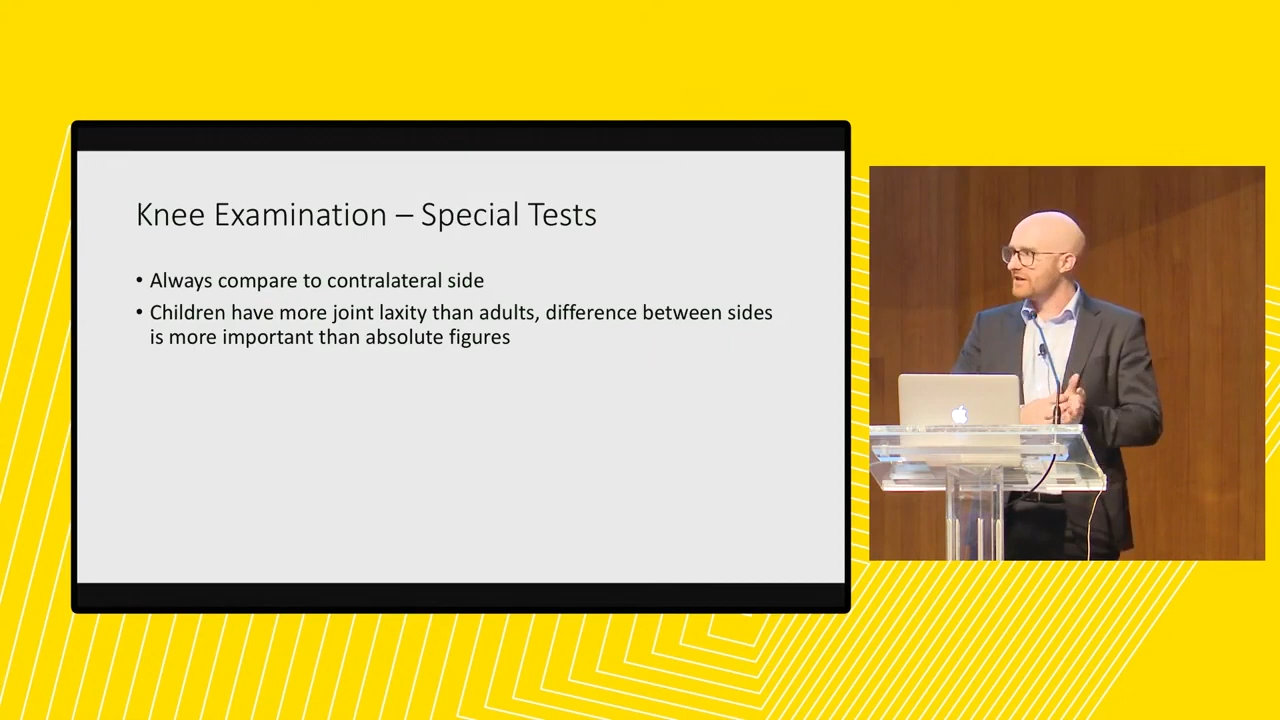 Knee Examination – Special Tests
• Always compare to contralateral side
• Children have more joint laxity than adults, difference between sides
is more important than absolute figures